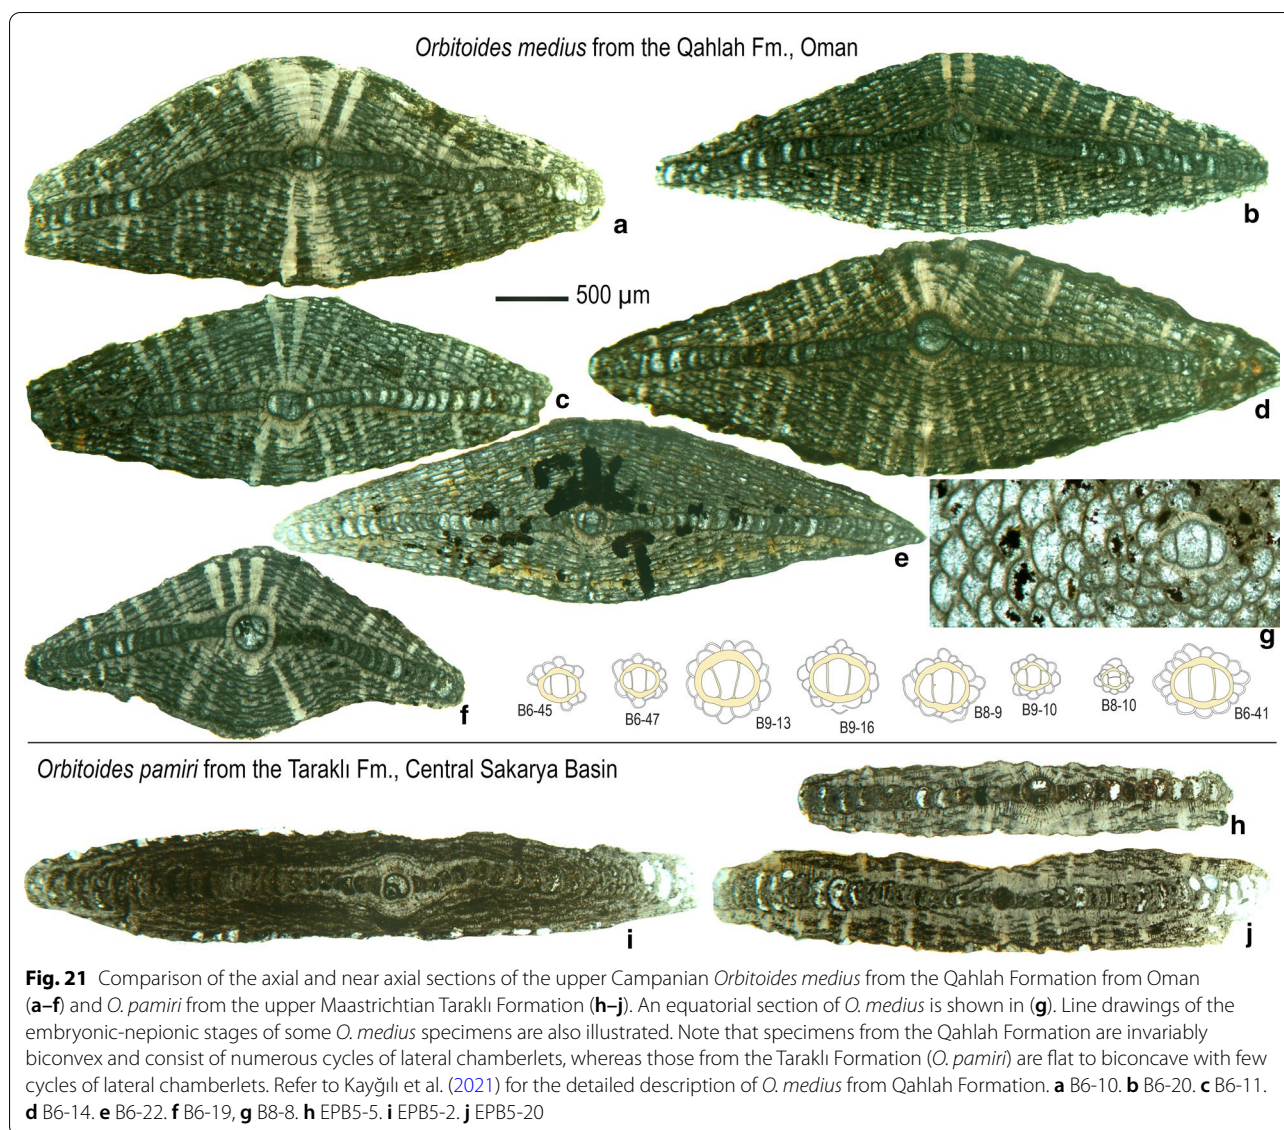 Orbitoides medius from the Qahlah Fm., Oman
a
b
500 µm
c
d
e
g
f
B6-45
B6-47
B9-13
B9-16
B8-9
B9-10
B8-10
B6-41
Orbitoides pamiri from the Taraklı Fm., Central Sakarya Basin
h
i
j
Fig. 21 Comparison of the axial and near axial sections of the upper Campanian Orbitoides medius from the Qahlah Formation from Oman
(a–f) and O. pamiri from the upper Maastrichtian Taraklı Formation (h–j). An equatorial section of O. medius is shown in (g). Line drawings of the
embryonic-nepionic stages of some O. medius specimens are also illustrated. Note that specimens from the Qahlah Formation are invariably
biconvex and consist of numerous cycles of lateral chamberlets, whereas those from the Taraklı Formation (O. pamiri) are flat to biconcave with few
cycles of lateral chamberlets. Refer to Kayğılı et al. (2021) for the detailed description of O. medius from Qahlah Formation. a B6-10. b B6-20. c B6-11.
d B6-14. e B6-22. f B6-19, g B8-8. h EPB5-5. i EPB5-2. j EPB5-20